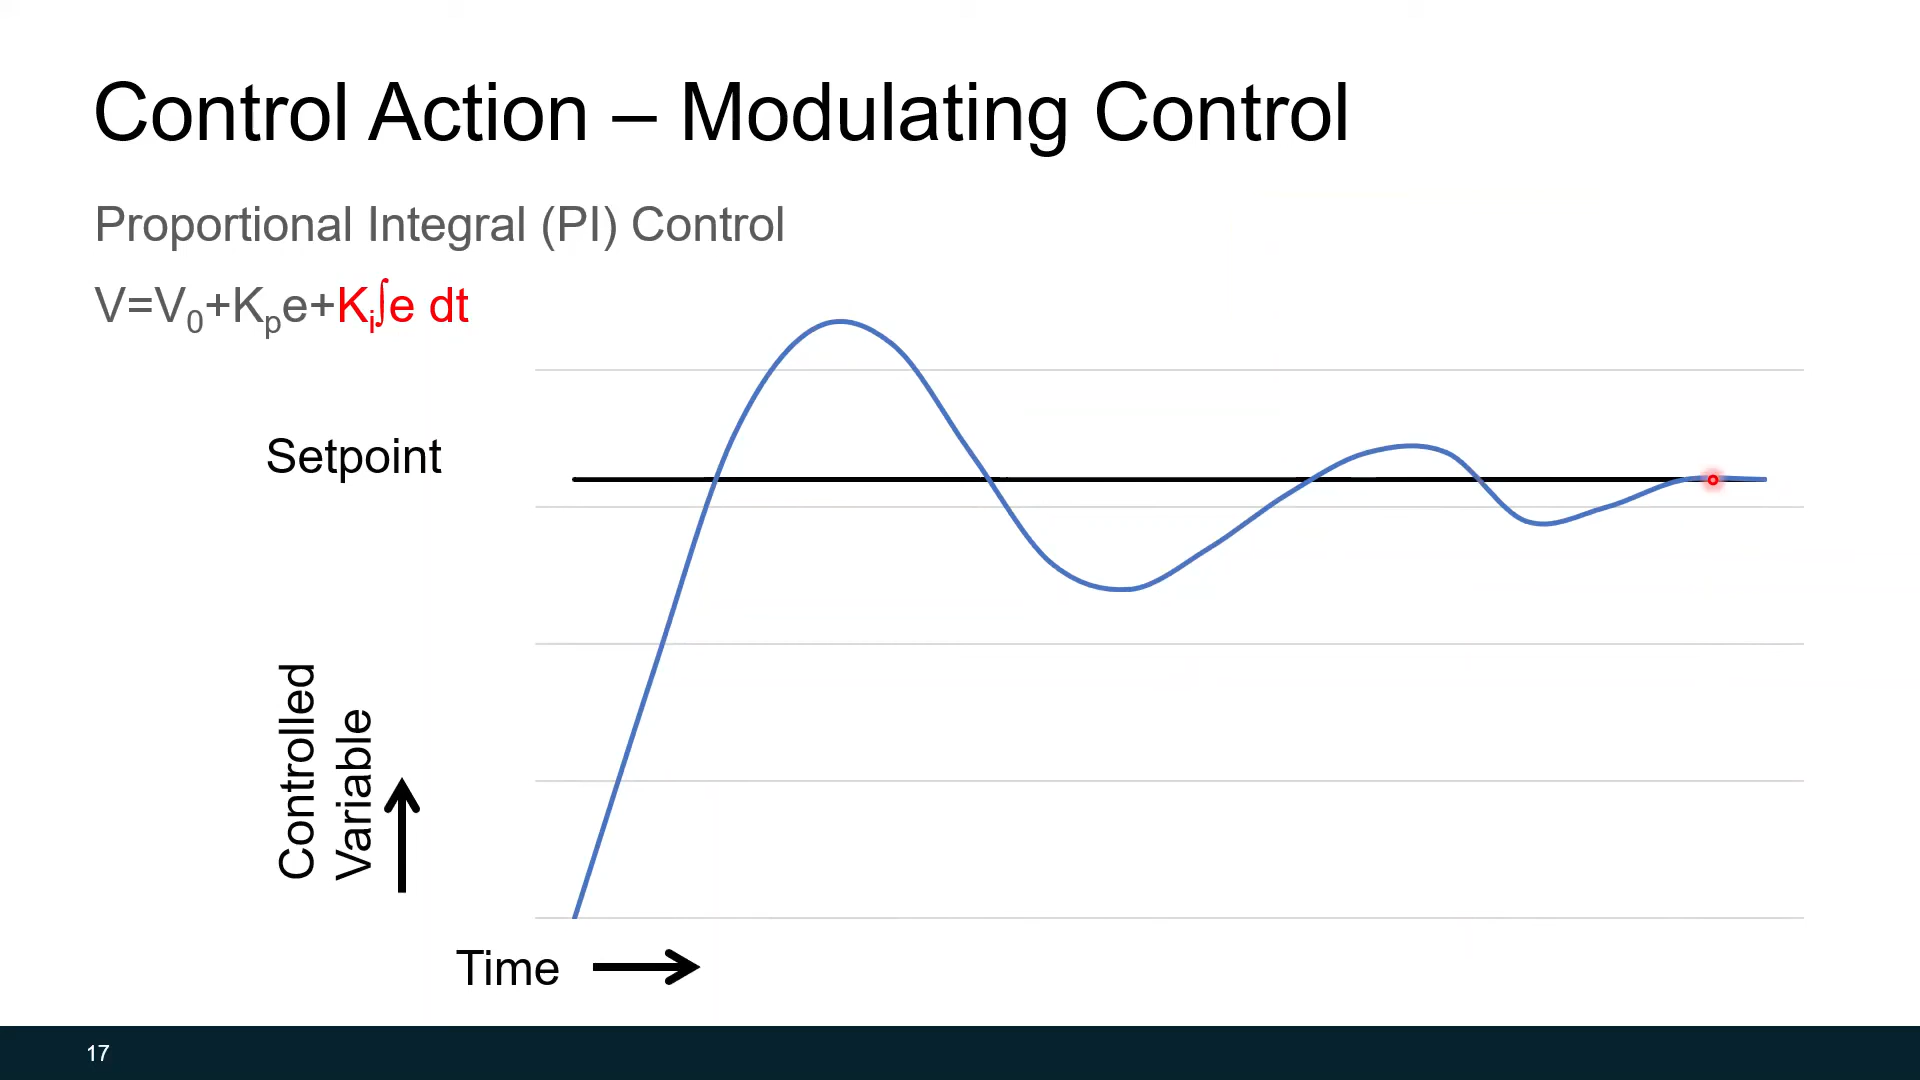 Control Action – Modulating Control
Proportional Integral (PI) Control
V=V₀+Kₚe+Kᵢ∫e dt
Setpoint
Controlled
Variable
Time
17